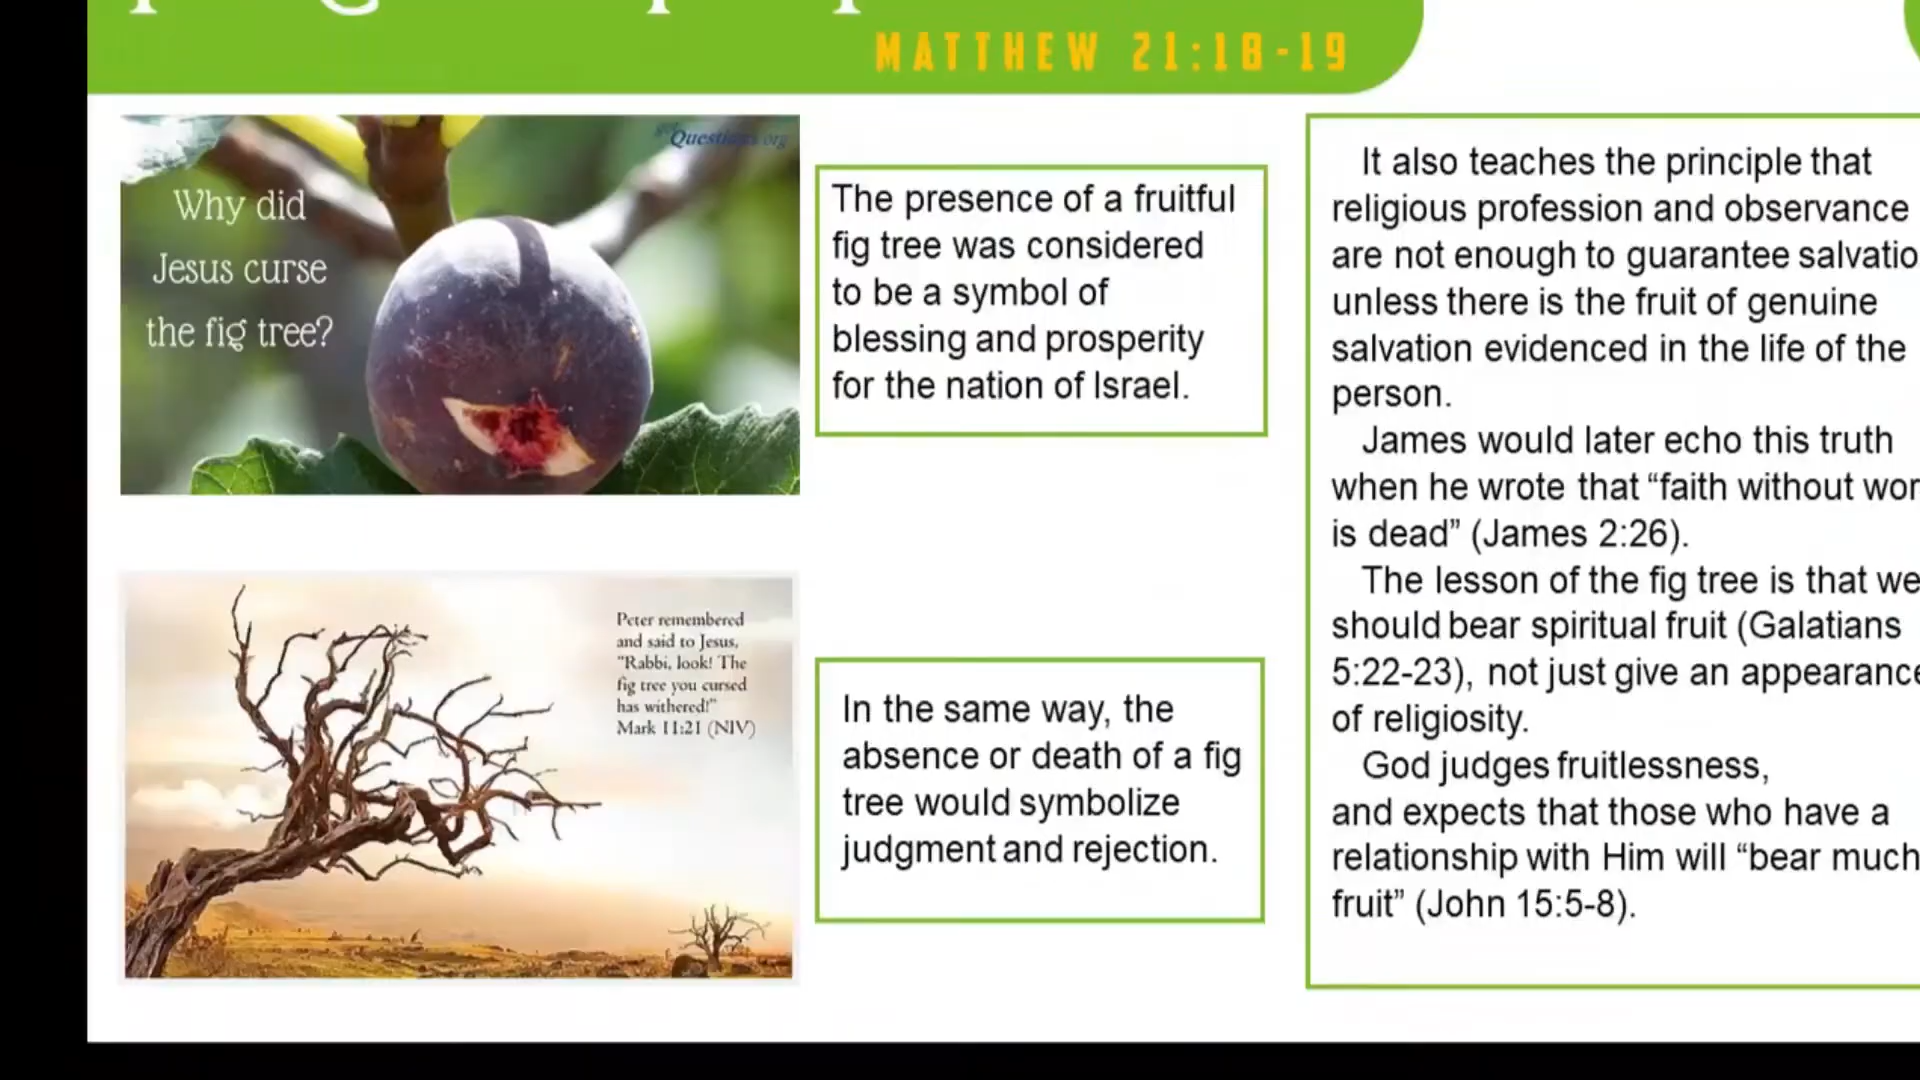 MATTHEW 21:18-19
Questions.org
Why did
Jesus curse
the fig tree?
The presence of a fruitful
fig tree was considered
to be a symbol of
blessing and prosperity
for the nation of Israel.
Peter remembered
and said to Jesus,
"Rabbi, look! The
fig tree you cursed
has withered!"
Mark 11:21 (NIV)
In the same way, the
absence or death of a fig
tree would symbolize
judgment and rejection.
It also teaches the principle that
religious profession and observance
are not enough to guarantee salvatio
unless there is the fruit of genuine
salvation evidenced in the life of the
person.
James would later echo this truth
when he wrote that “faith without wor
is dead” (James 2:26).
The lesson of the fig tree is that we
should bear spiritual fruit (Galatians
5:22-23), not just give an appearance
of religiosity.
God judges fruitlessness,
and expects that those who have a
relationship with Him will “bear much
fruit” (John 15:5-8).